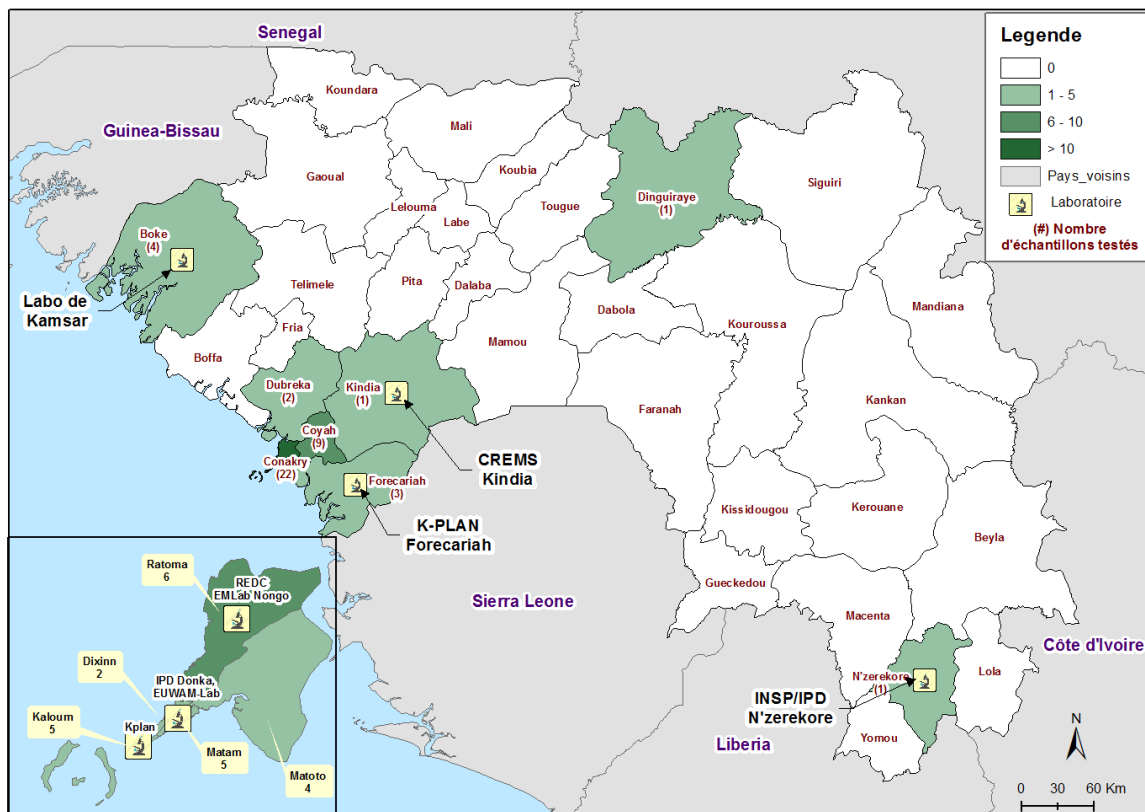 Senegal
Guinea-Bissau
Koundara
Mali
Gaoual
Koubia
Lelouma
Labe
Tougue
Dinguiraye
(1)
Siguiri
Boke
(4)
Labo de
Kamsar
Telimele
Pita
Dalaba
Fria
Boffa
Mamou
Dabola
Kouroussa
Mandiana
Dubreka
(2)
Kindia
(1)
Coyah
(9)
Conakry
(22)
Forecariah
(3)
CREMS
Kindia
K-PLAN
Forecariah
Faranah
Kankan
Kissidougou
Kerouane
Beyla
Gueckedou
Macenta
Sierra Leone
Côte d'Ivoire
N'zerekore
(1)
Lola
INSP/IPD
N'zerekore
Yomou
Liberia
Legende
0
1 - 5
6 - 10
> 10
Pays_voisins
Laboratoire
(#) Nombre
d'échantillons testés
Ratoma
6
REDC
EMLab Nongo
Dixinn
2
IPD Donka,
EUWAM-Lab
Kaloum
5
Kplan
Matam
5
Matoto
4
N
0 30 60 Km